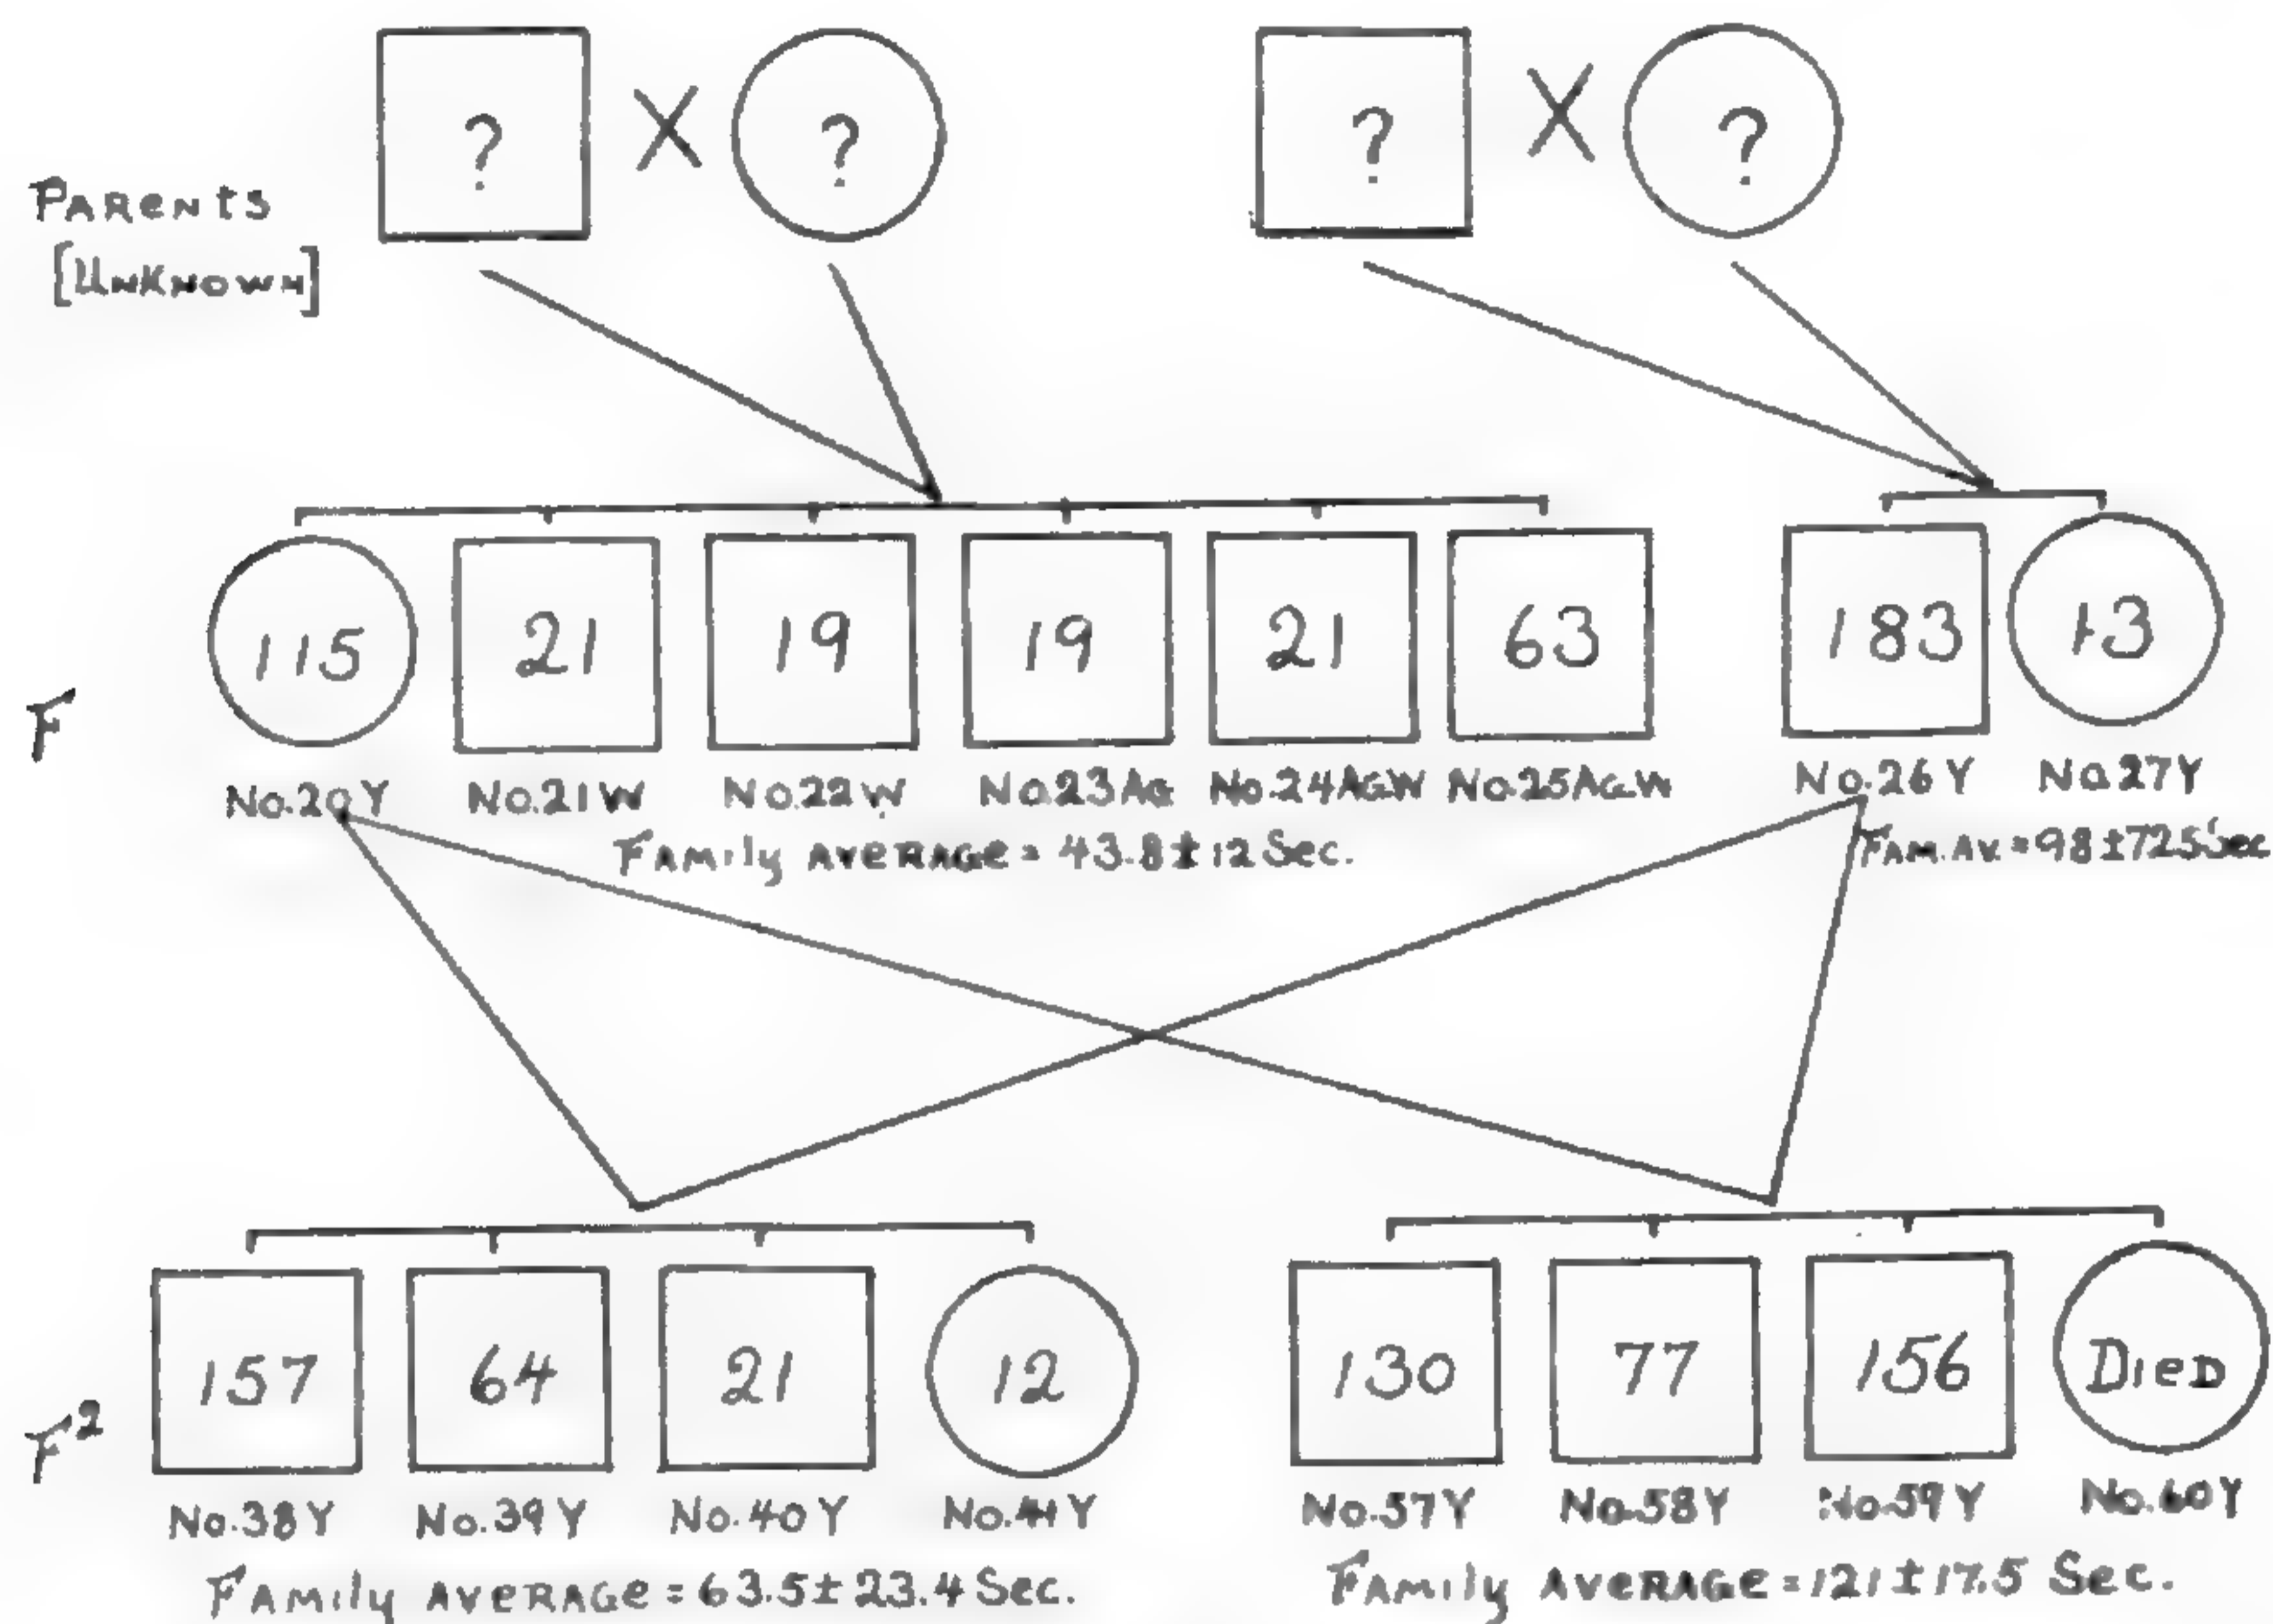 ? X ? ? X ?
PARENTS
[UNKNOWN]
F
115 21 19 19 21 63 183 13
No.20Y No.21W No.22W No.23AG No.24AGW No.25AGW No.26Y No.27Y
FAMILY AVERAGE = 43.8±12 Sec. FAM. AV. = 98±72.5 Sec
F²
157 64 21 12 130 77 156 DIED
No.38Y No.39Y No.40Y No.41Y No.57Y No.58Y No.59Y No.60Y
FAMILY AVERAGE = 63.5±23.4 Sec. FAMILY AVERAGE = 121±17.5 Sec.